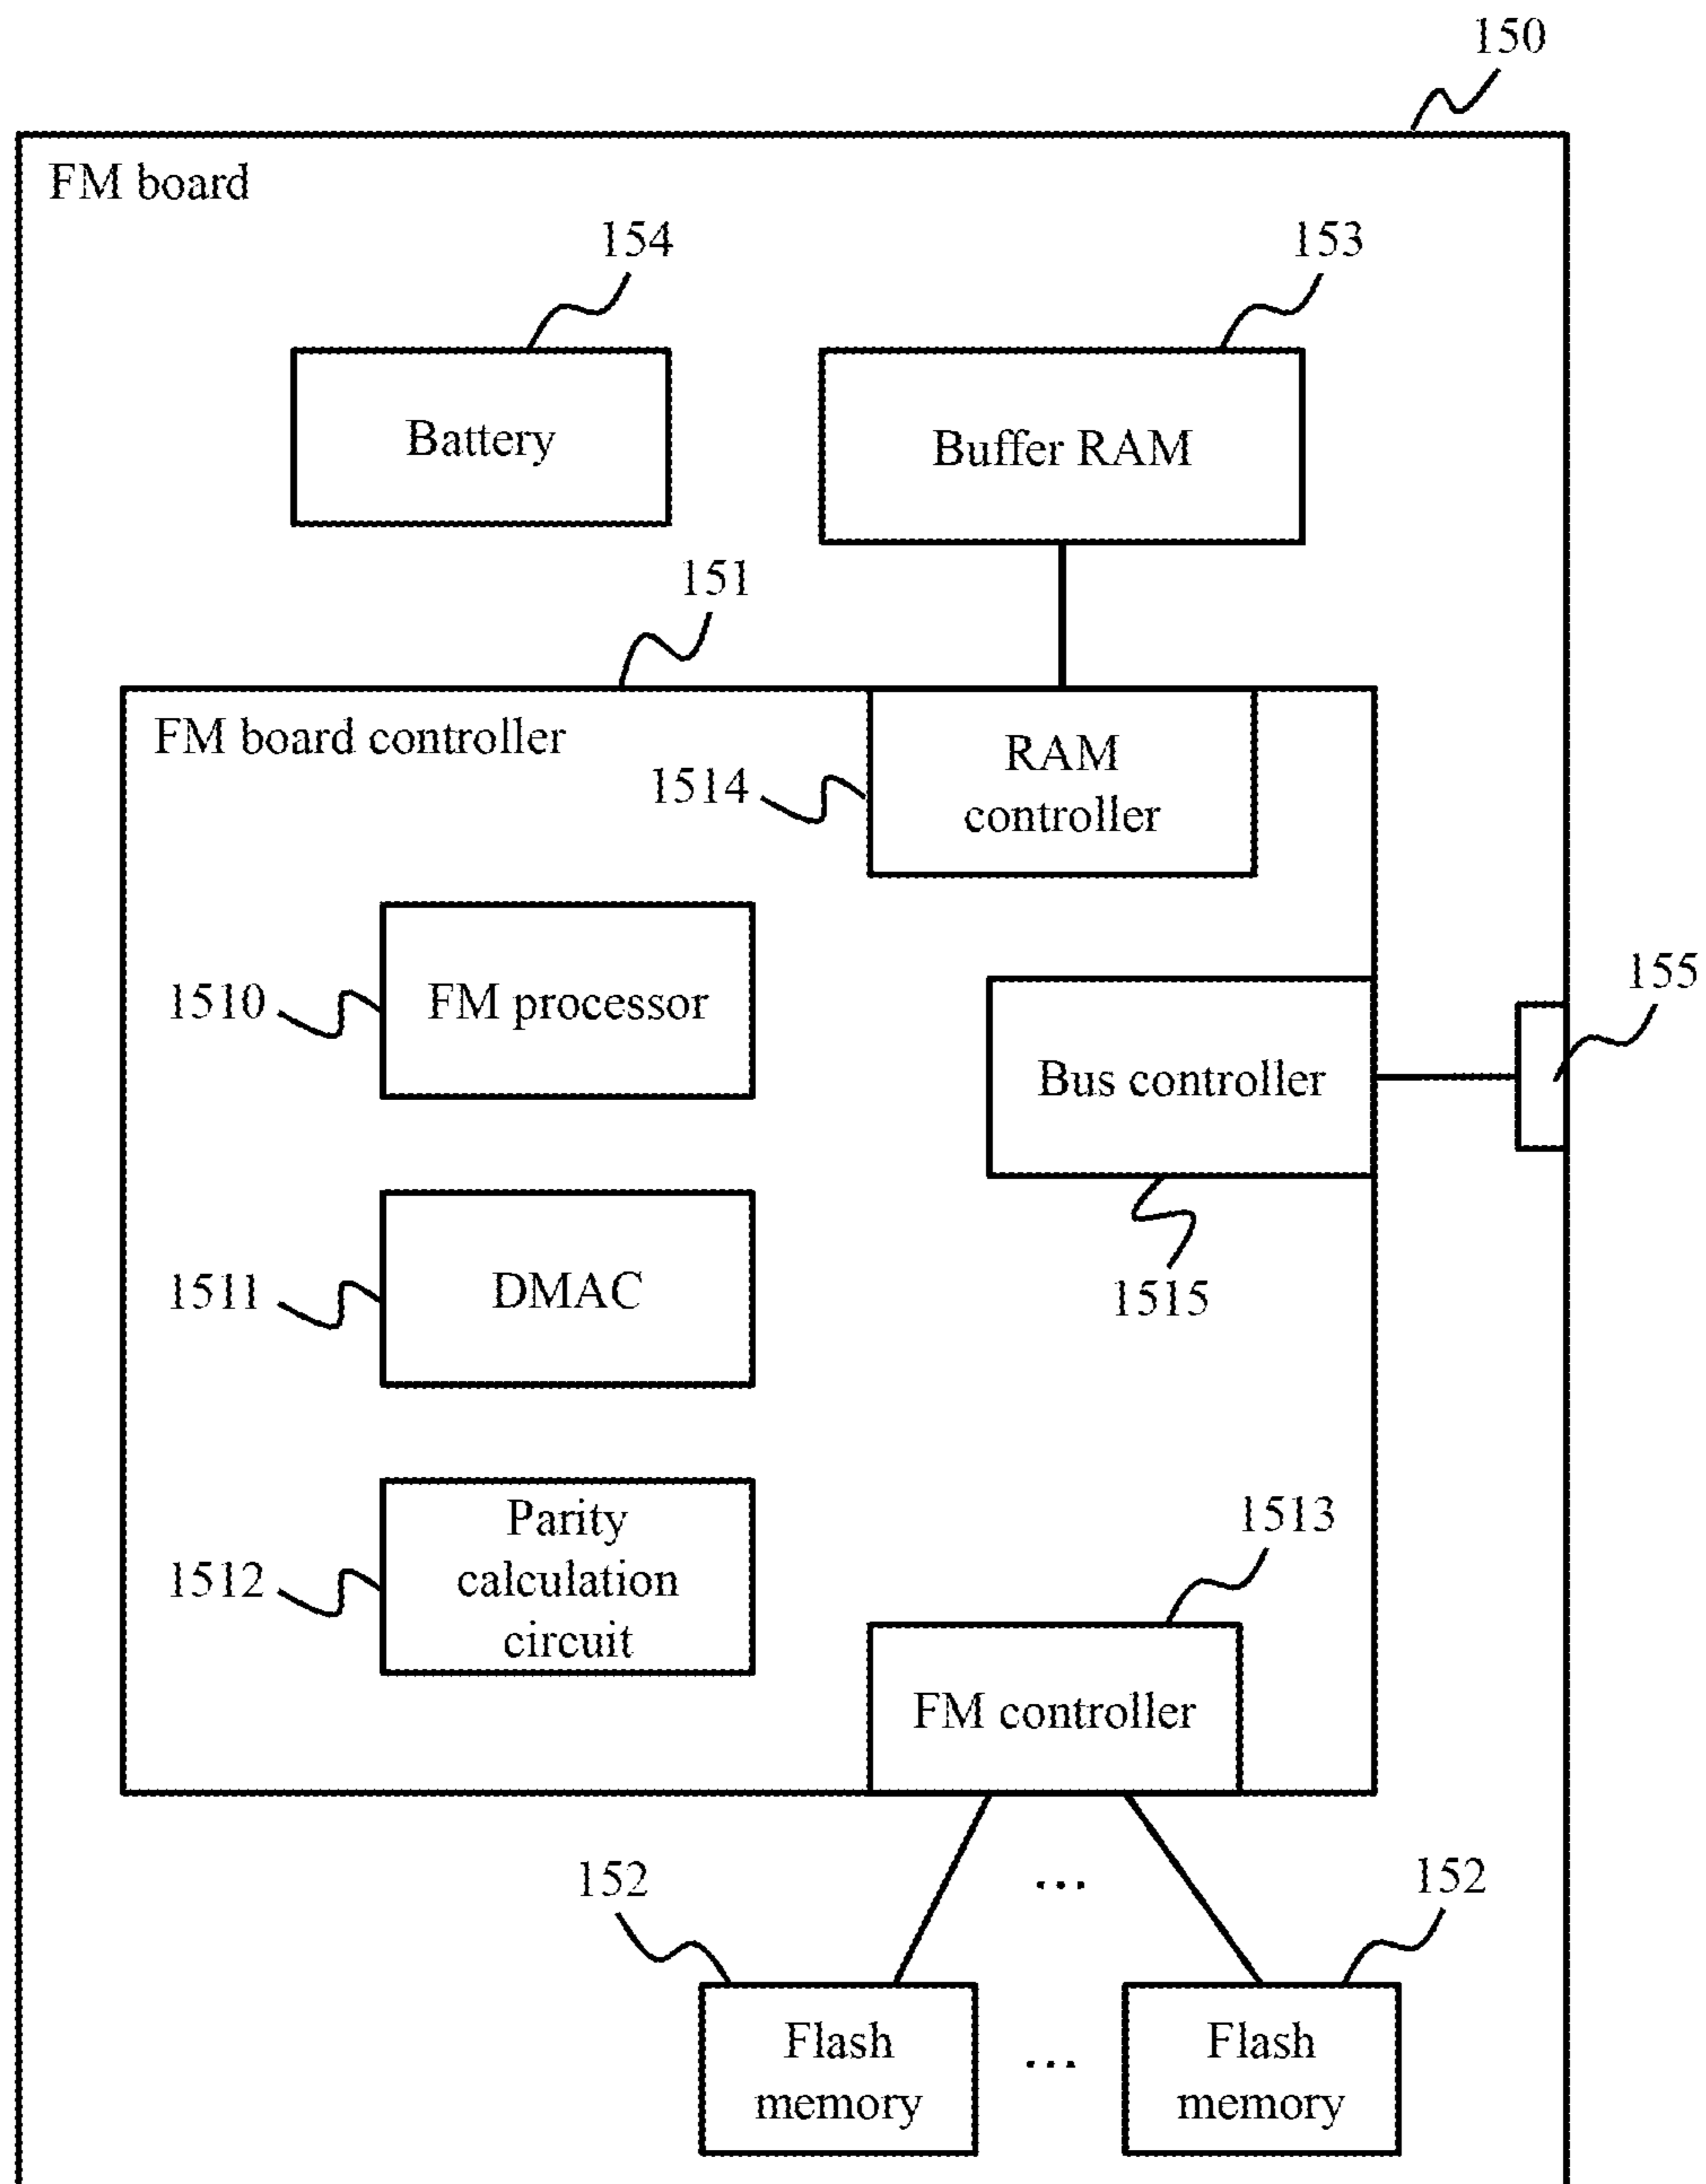 150
FM board
154
153
Battery
Buffer RAM
151
FM board controller
RAM
controller
1514
1510
FM processor
155
Bus controller
1511
DMAC
1515
1513
Parity
calculation
circuit
1512
FM controller
152
...
152
Flash
memory
...
Flash
memory